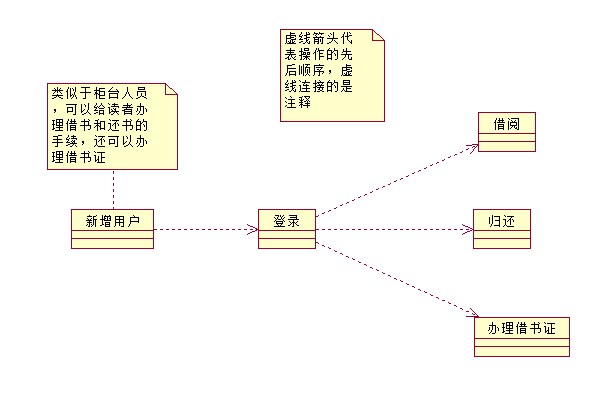 虚线箭头代
表操作的先
后顺序，虚
线连接的是
注释
类似于柜台人员
，可以给读者办
理借书和还书的
手续，还可以办
理借书证
借阅
新增用户
登录
归还
办理借书证